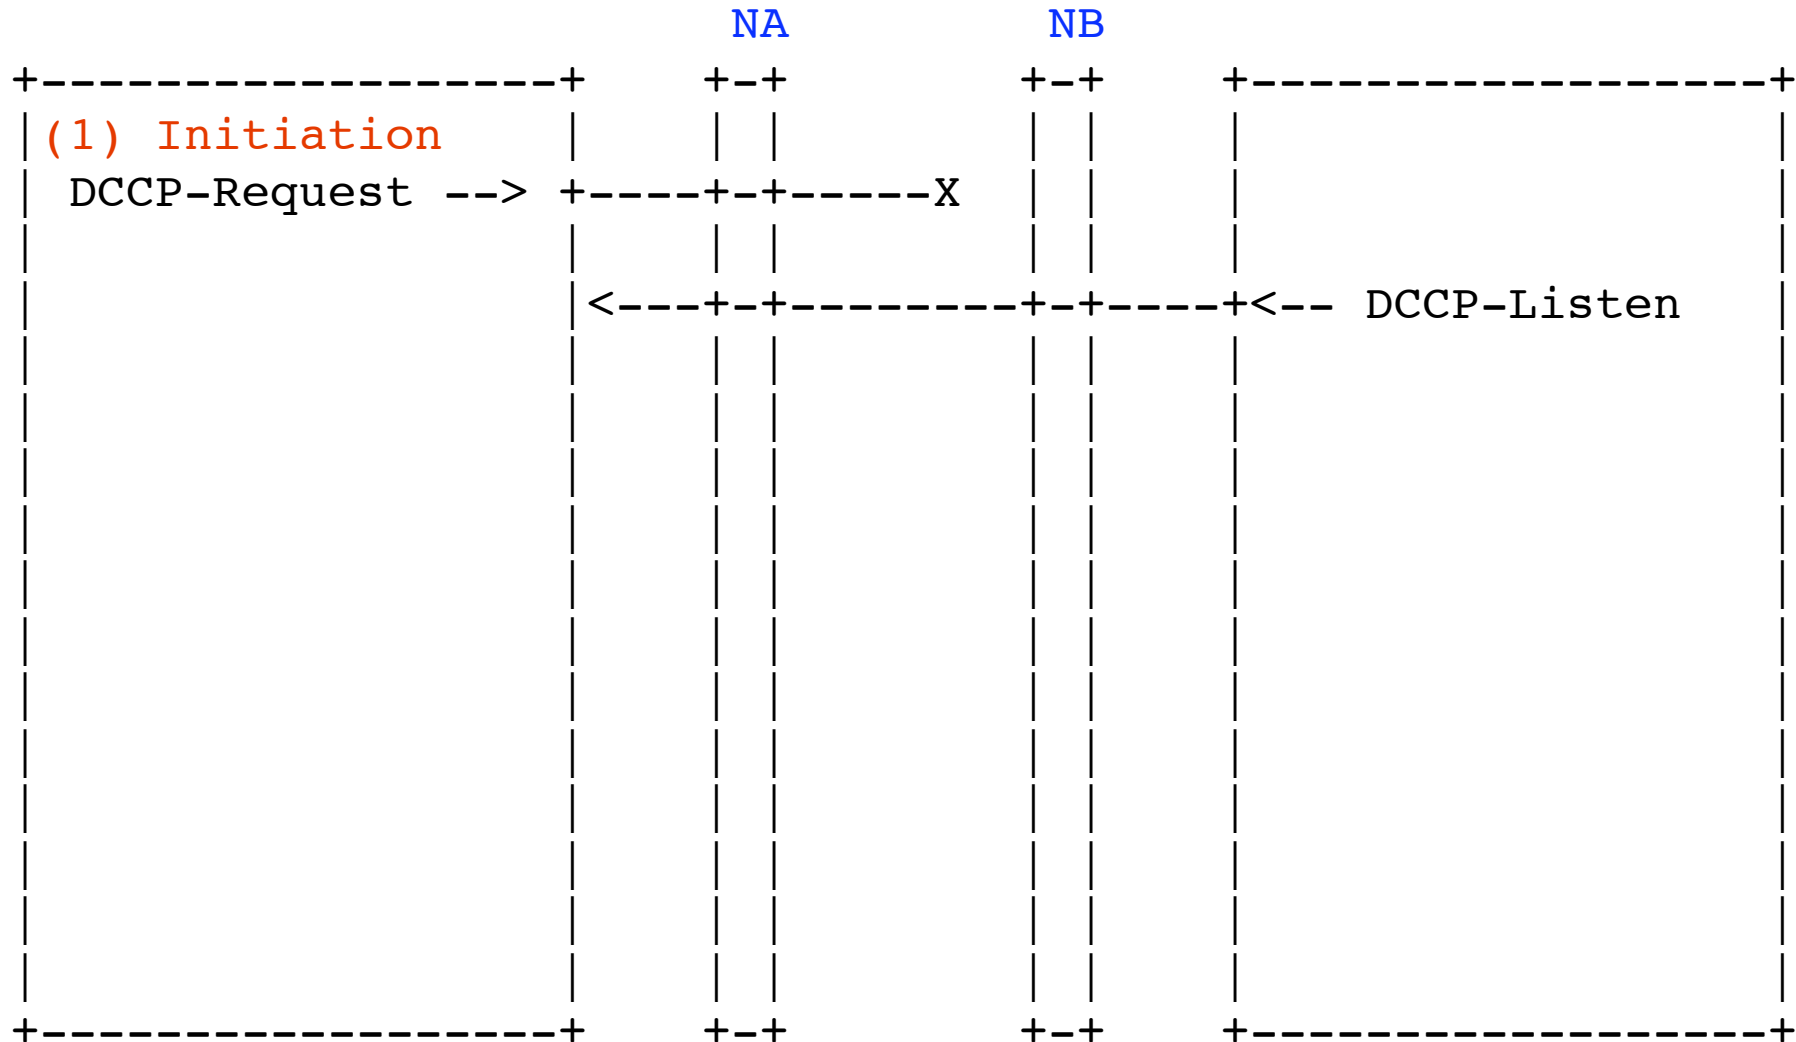 NA NB
+------------------+ +-+ +-+ +-------------------+
|(1) Initiation | | | | | | |
| DCCP-Request --> +----+-+-----X | | | |
| | | | | | | |
| |<---+-+--------+-+----+<-- DCCP-Listen |
| | | | | | | |
| | | | | | | |
| | | | | | | |
| | | | | | | |
| | | | | | | |
| | | | | | | |
| | | | | | | |
| | | | | | | |
| | | | | | | |
| | | | | | | |
| | | | | | | |
| | | | | | | |
+------------------+ +-+ +-+ +-------------------+